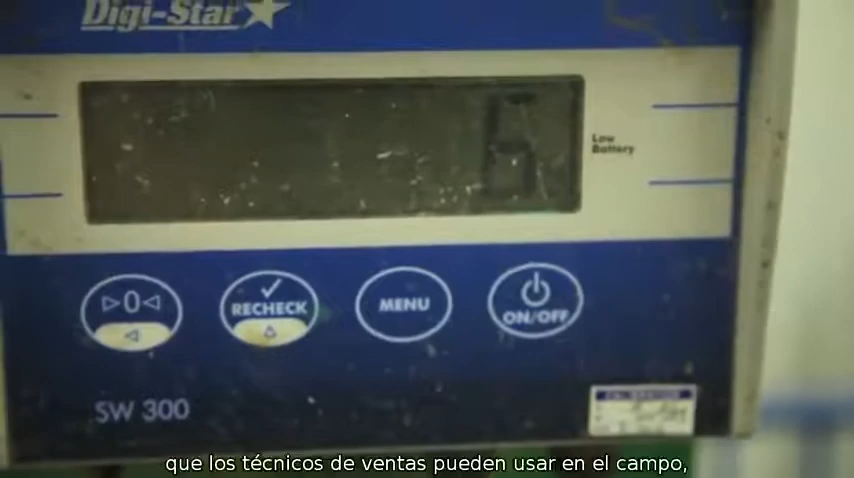 Digi-Star
Low
Battery
0
RECHECK
MENU
ON/OFF
SW 300
CALIBRATION
que los técnicos de ventas pueden usar en el campo,